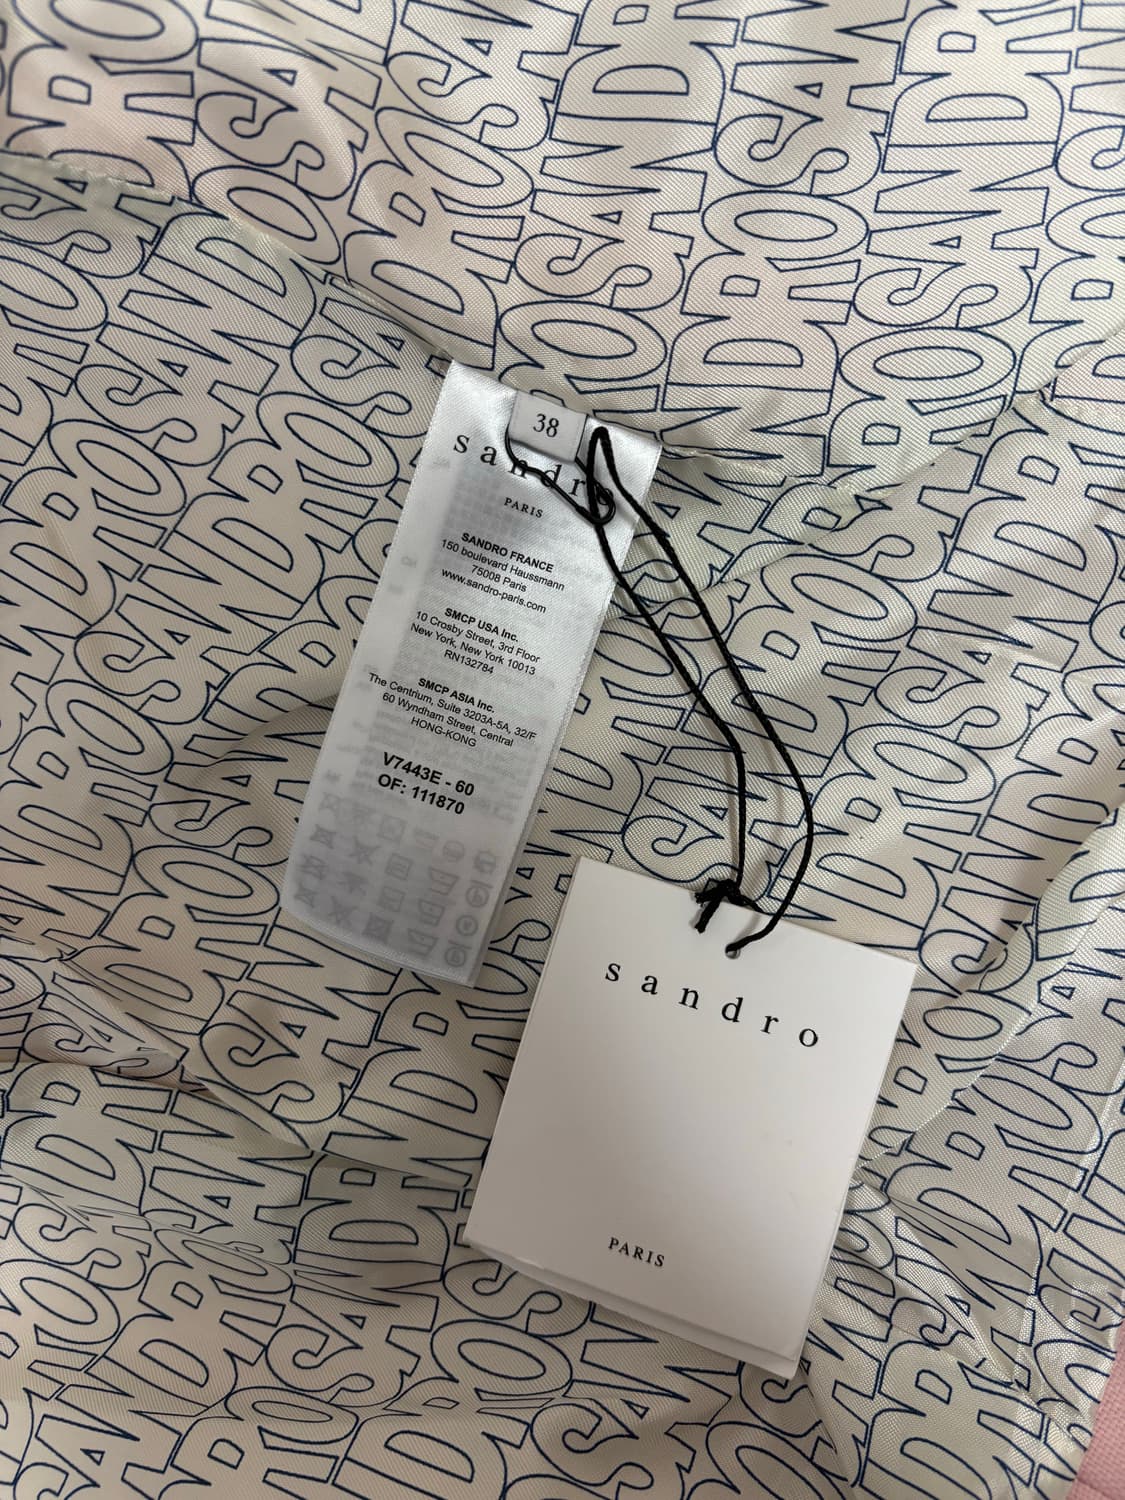 38
sandro
PARIS
SANDRO FRANCE
150 boulevard Haussmann
75008 Paris
www.sandro-paris.com
SMCP USA Inc.
10 Crosby Street, 3rd Floor
New York, New York 10013
RN132784
SMCP ASIA Inc.
The Centrium, Suite 3203A-5A, 32/F
60 Wyndham Street, Central
HONG-KONG
V7443E - 60
OF: 111870
sandro
PARIS
SANDRO